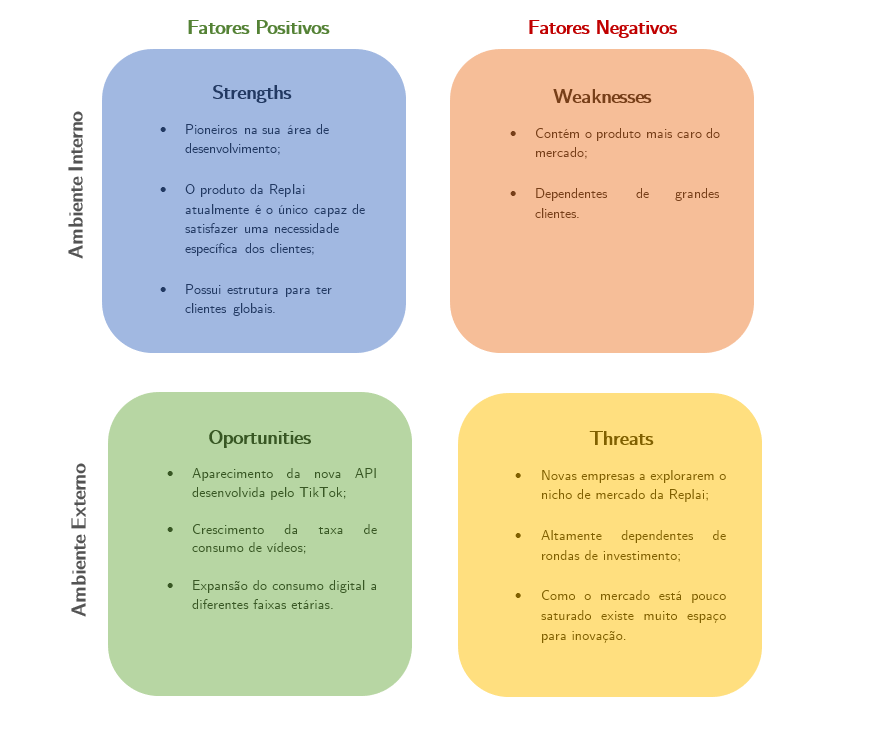 Fatores Positivos
Fatores Negativos
Ambiente Interno
Strengths
• Pioneiros na sua área de
desenvolvimento;
• O produto da Replai
atualmente é o único capaz de
satisfazer uma necessidade
específica dos clientes;
• Possui estrutura para ter
clientes globais.
Weaknesses
• Contém o produto mais caro do
mercado;
• Dependentes de grandes
clientes.
Ambiente Externo
Oportunities
• Aparecimento da nova API
desenvolvida pelo TikTok;
• Crescimento da taxa de
consumo de vídeos;
• Expansão do consumo digital a
diferentes faixas etárias.
Threats
• Novas empresas a explorarem o
nicho de mercado da Replai;
• Altamente dependentes de
rondas de investimento;
• Como o mercado está pouco
saturado existe muito espaço
para inovação.